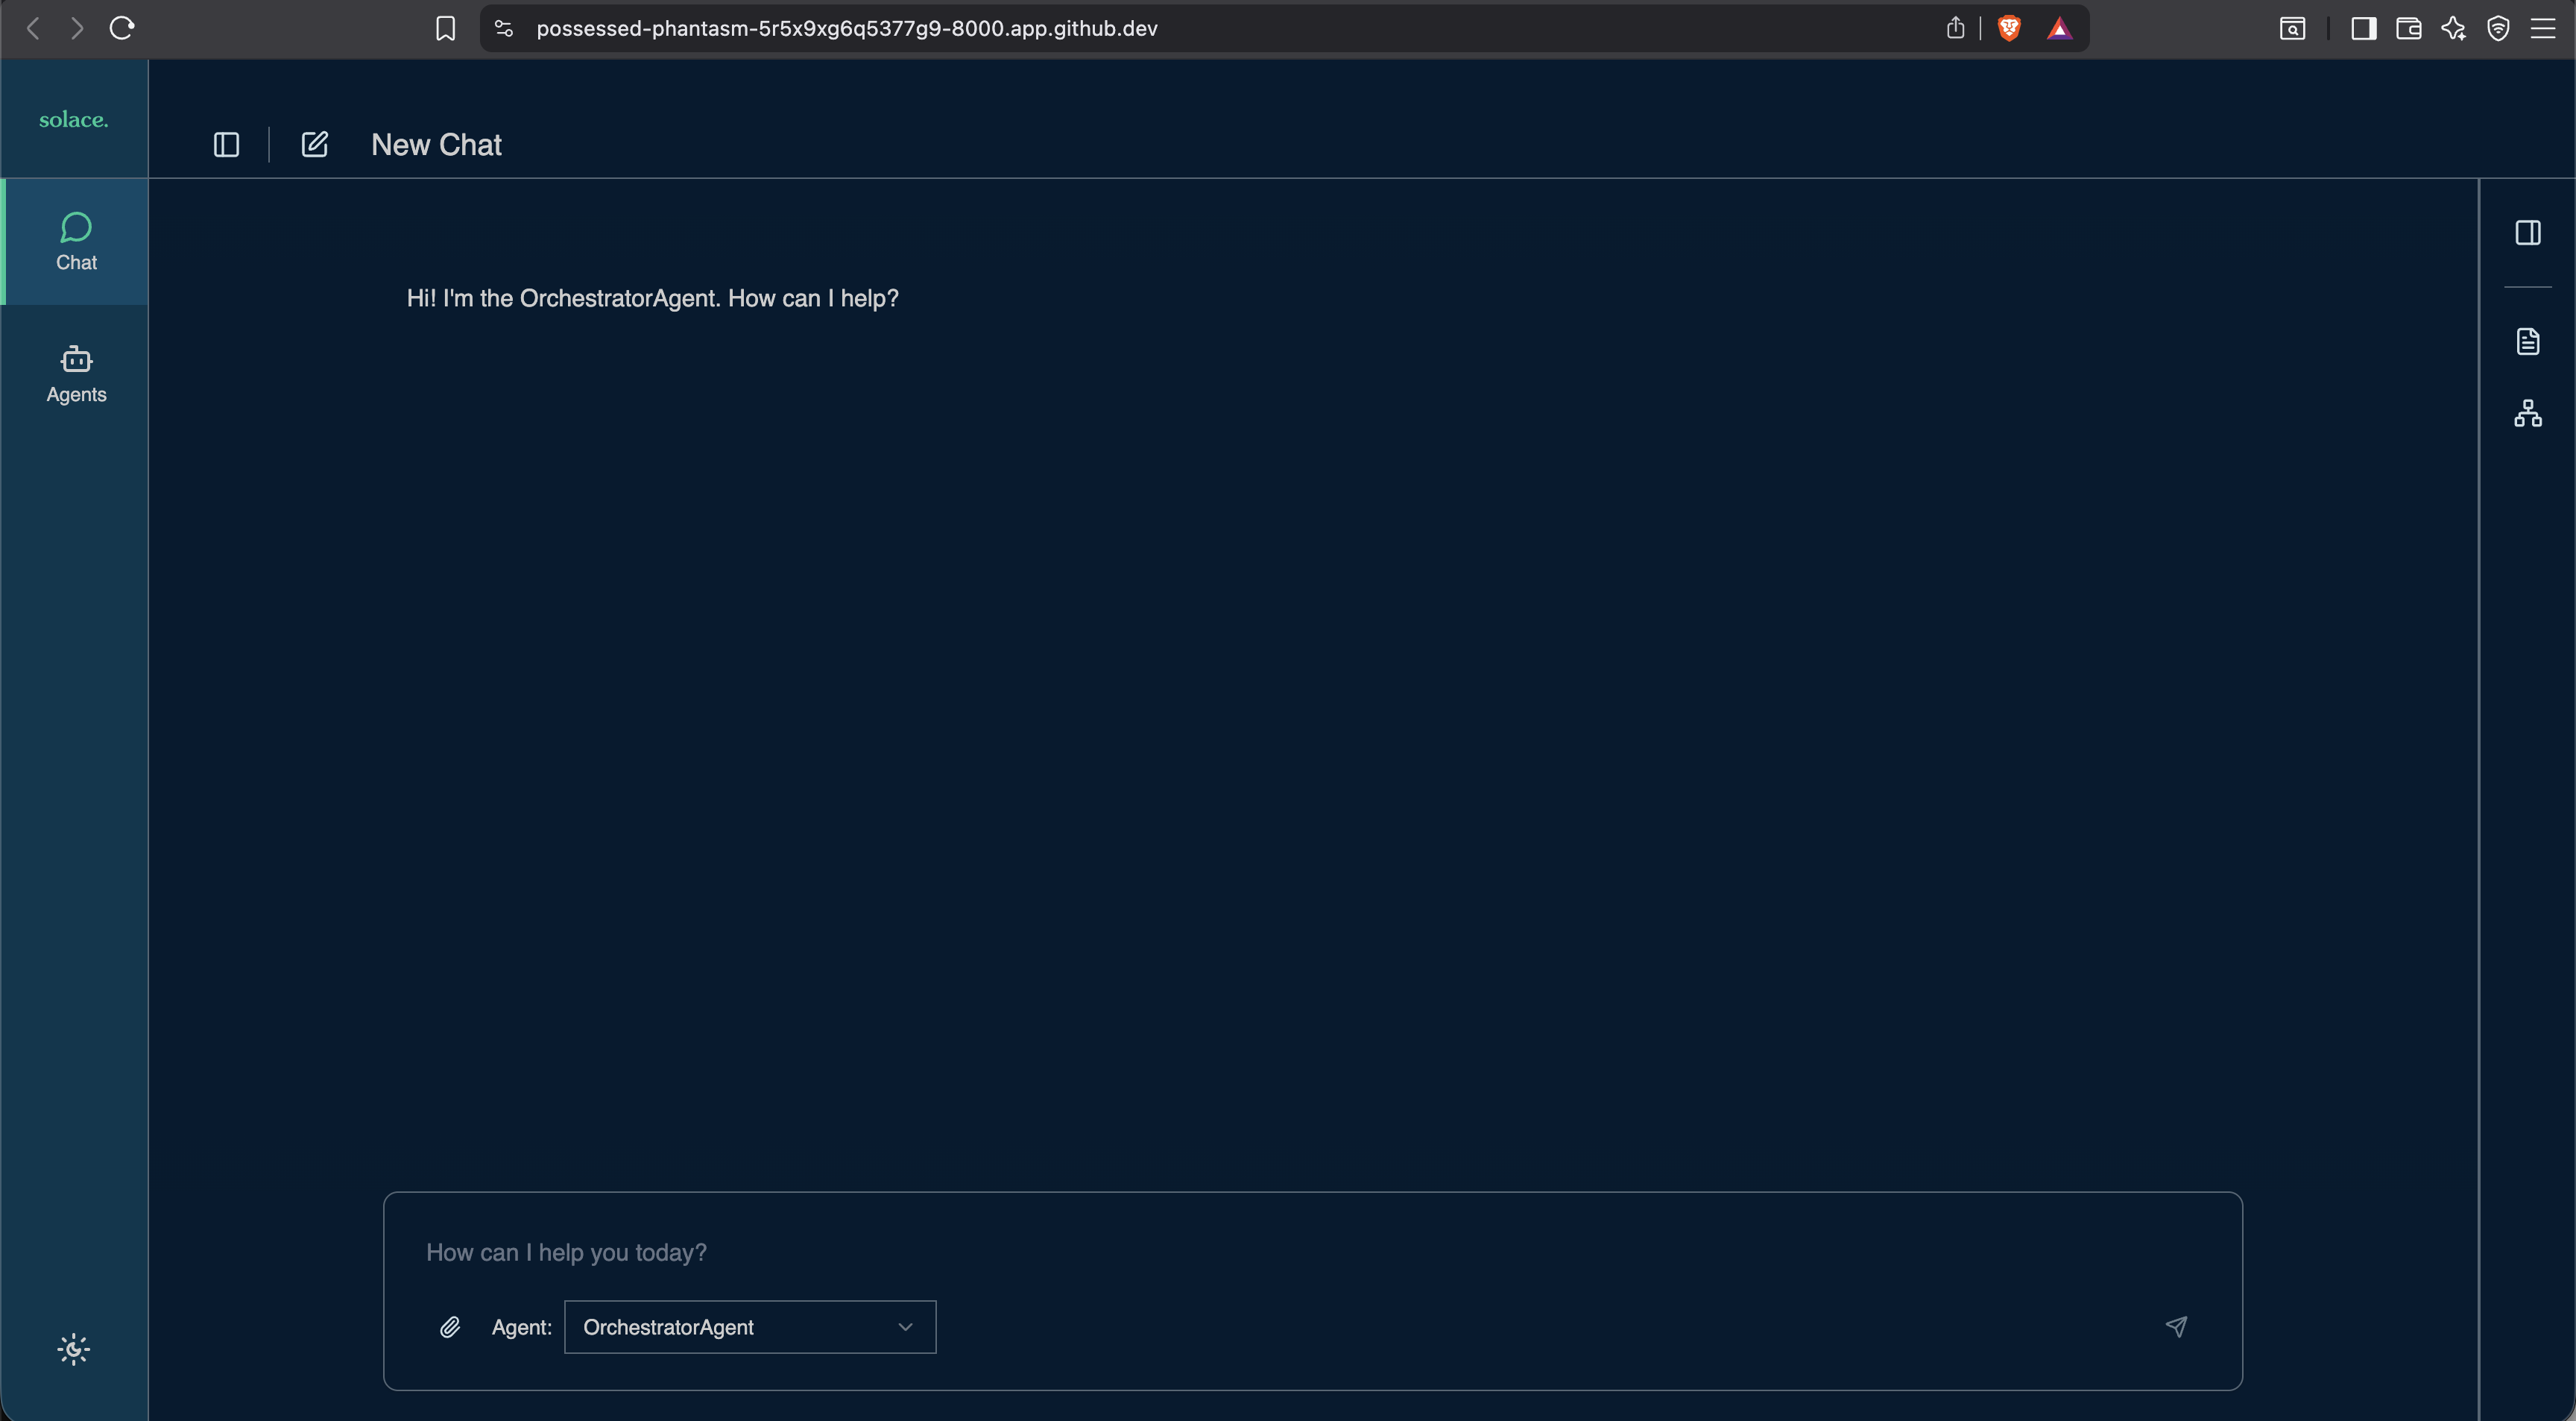 possessed-phantasm-5r5x9xg6q5377g9-8000.app.github.dev
solace.
New Chat
Chat
Agents
Hi! I'm the OrchestratorAgent. How can I help?
How can I help you today?
Agent: OrchestratorAgent